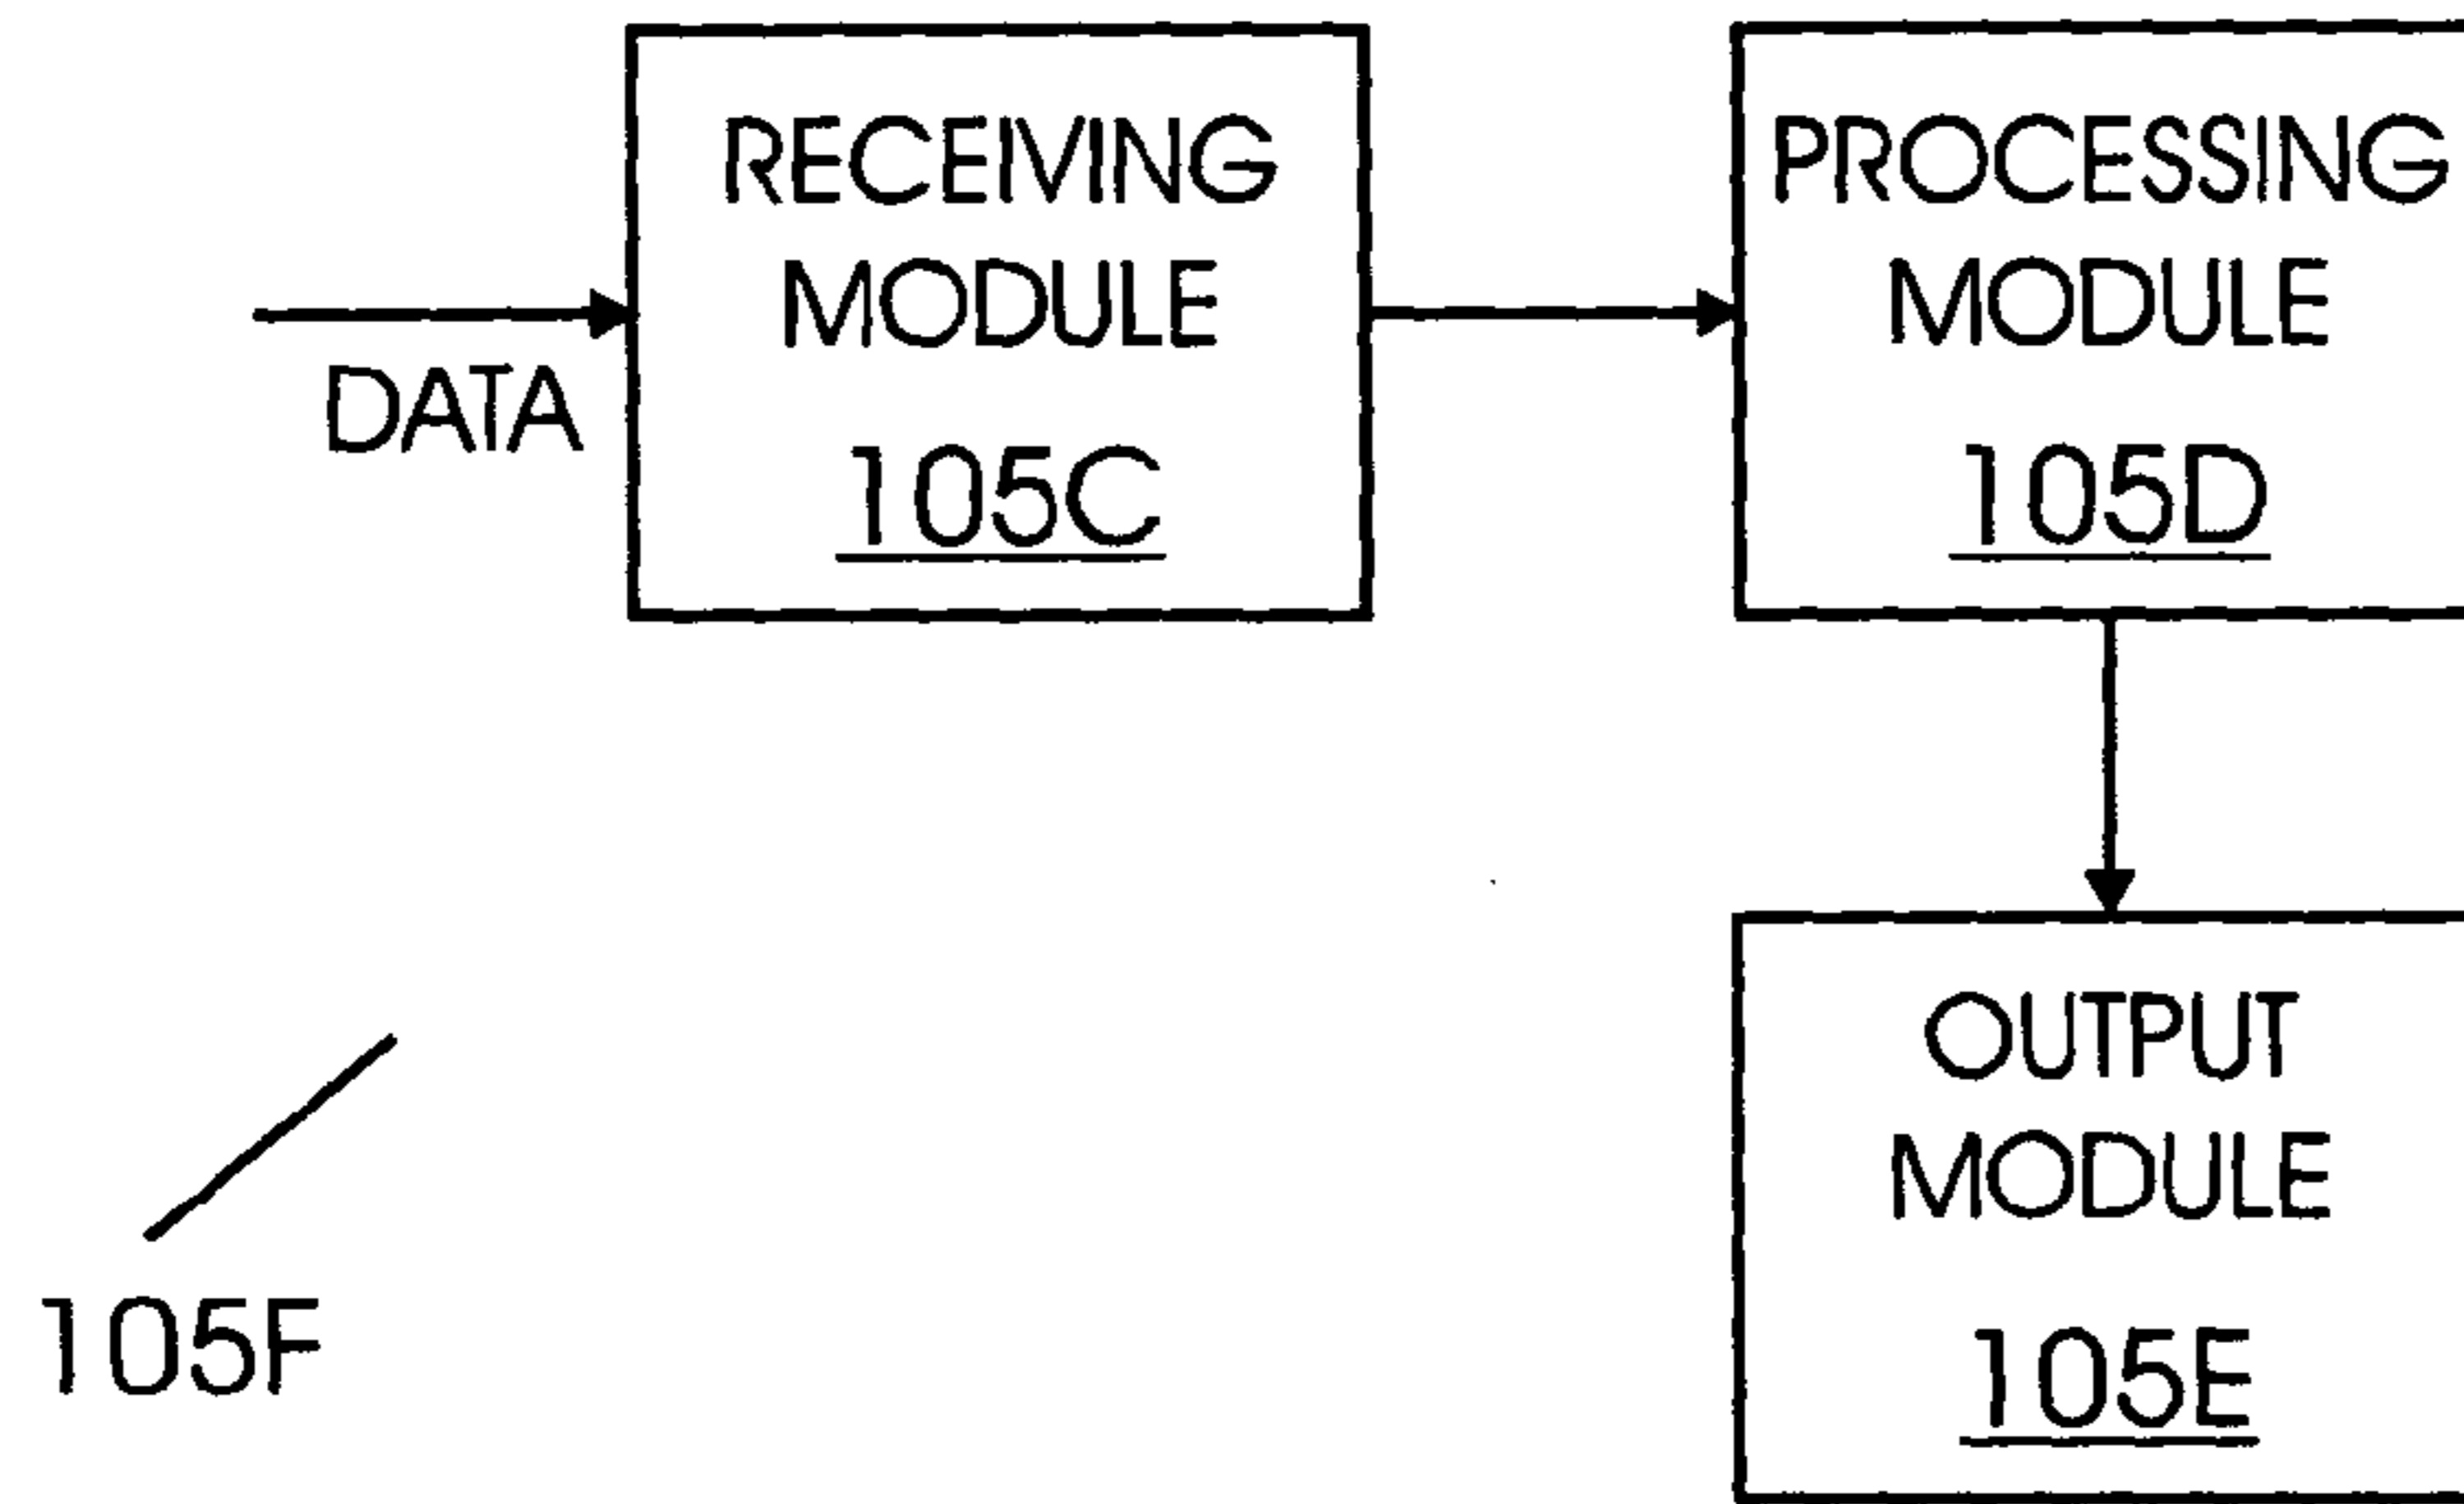 DATA
RECEIVING
MODULE
105C
PROCESSING
MODULE
105D
OUTPUT
MODULE
105E
105F